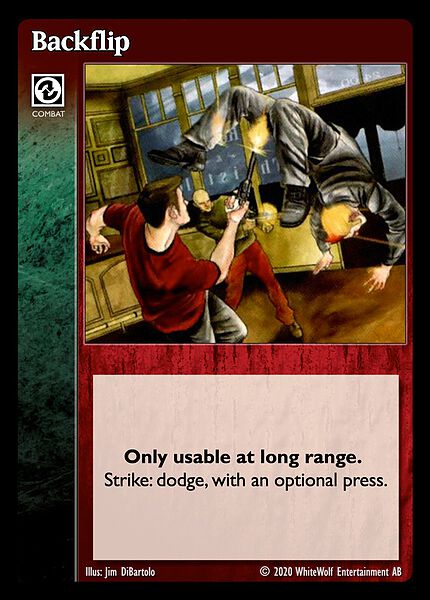 Backflip
COMBAT
Only usable at long range.
Strike: dodge, with an optional press.
Illus: Jim DiBartolo
© 2020 WhiteWolf Entertainment AB